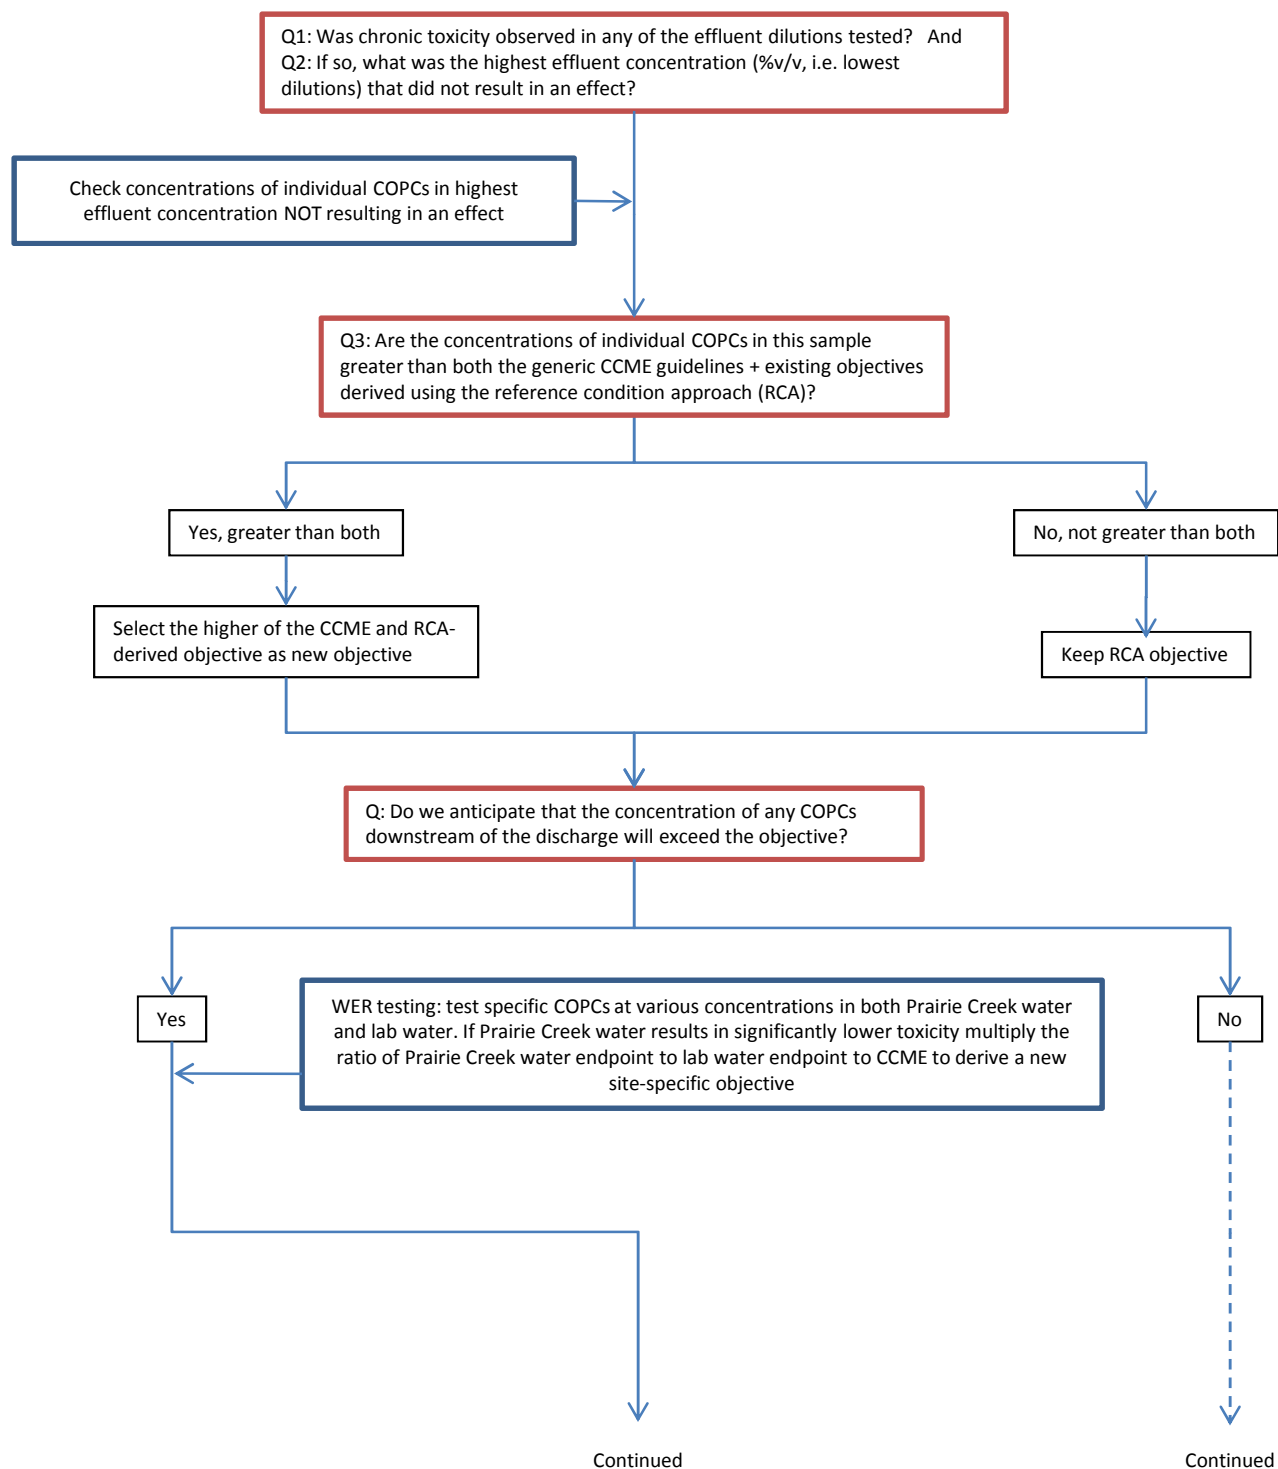 Q1: Was chronic toxicity observed in any of the effluent dilutions tested?   And
Q2: If so, what was the highest effluent concentration (%v/v, i.e. lowest
dilutions) that did not result in an effect?
Check concentrations of individual COPCs in highest
effluent concentration NOT resulting in an effect
Q3: Are the concentrations of individual COPCs in this sample
greater than both the generic CCME guidelines + existing objectives
derived using the reference condition approach (RCA)?
Yes, greater than both
No, not greater than both
Select the higher of the CCME and RCA-
derived objective as new objective
Keep RCA objective
Q: Do we anticipate that the concentration of any COPCs
downstream of the discharge will exceed the objective?
Yes
WER testing: test specific COPCs at various concentrations in both Prairie Creek water
and lab water. If Prairie Creek water results in significantly lower toxicity multiply the
ratio of Prairie Creek water endpoint to lab water endpoint to CCME to derive a new
site-specific objective
No
Continued
Continued